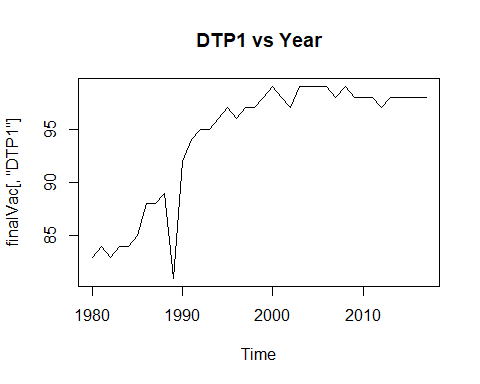 DTP1 vs Year
finalVac[, "DTP1"]
95
90
85
1980 1990 2000 2010
Time